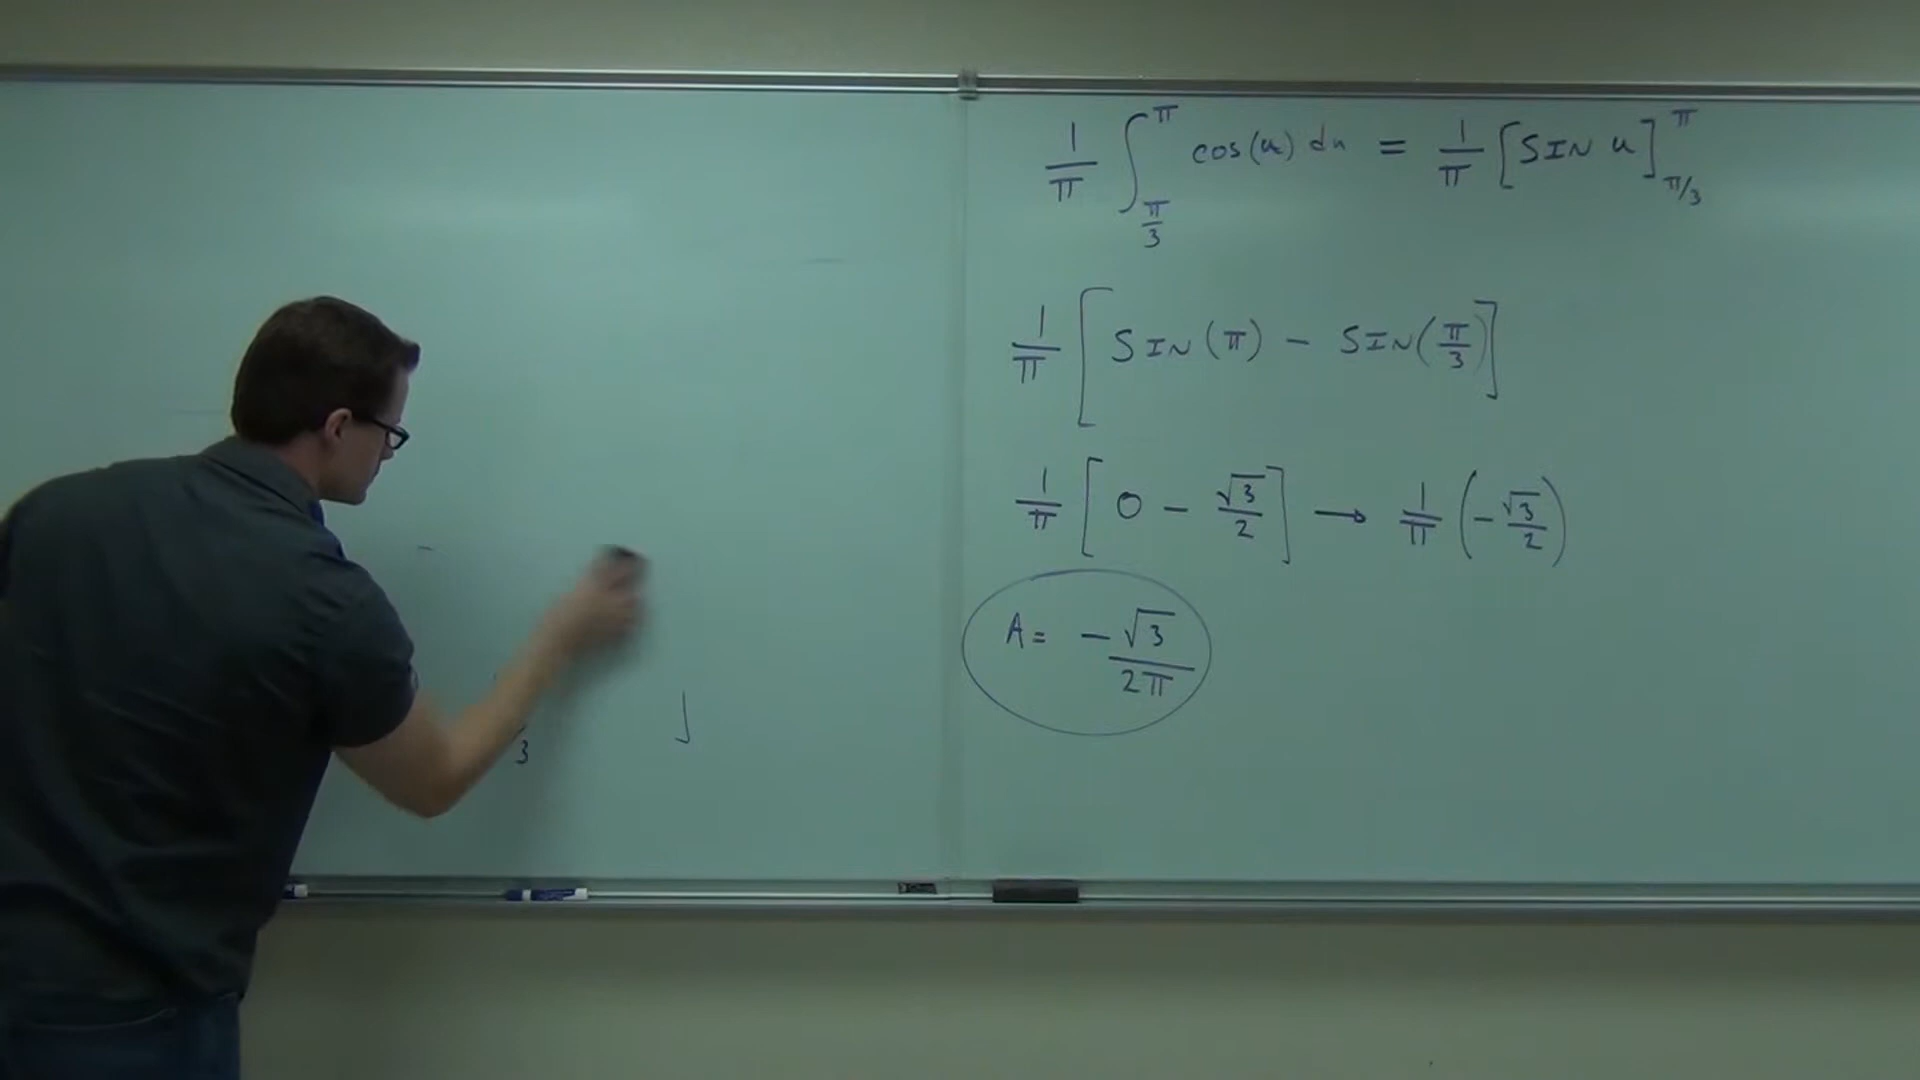 1/π ∫_{π/3}^{π} cos(u) du = 1/π [SIN u]_{π/3}^{π}
1/π [SIN(π) - SIN(π/3)]
1/π [0 - √3/2] → 1/π (-√3/2)
A = -√3/2π
3 ]